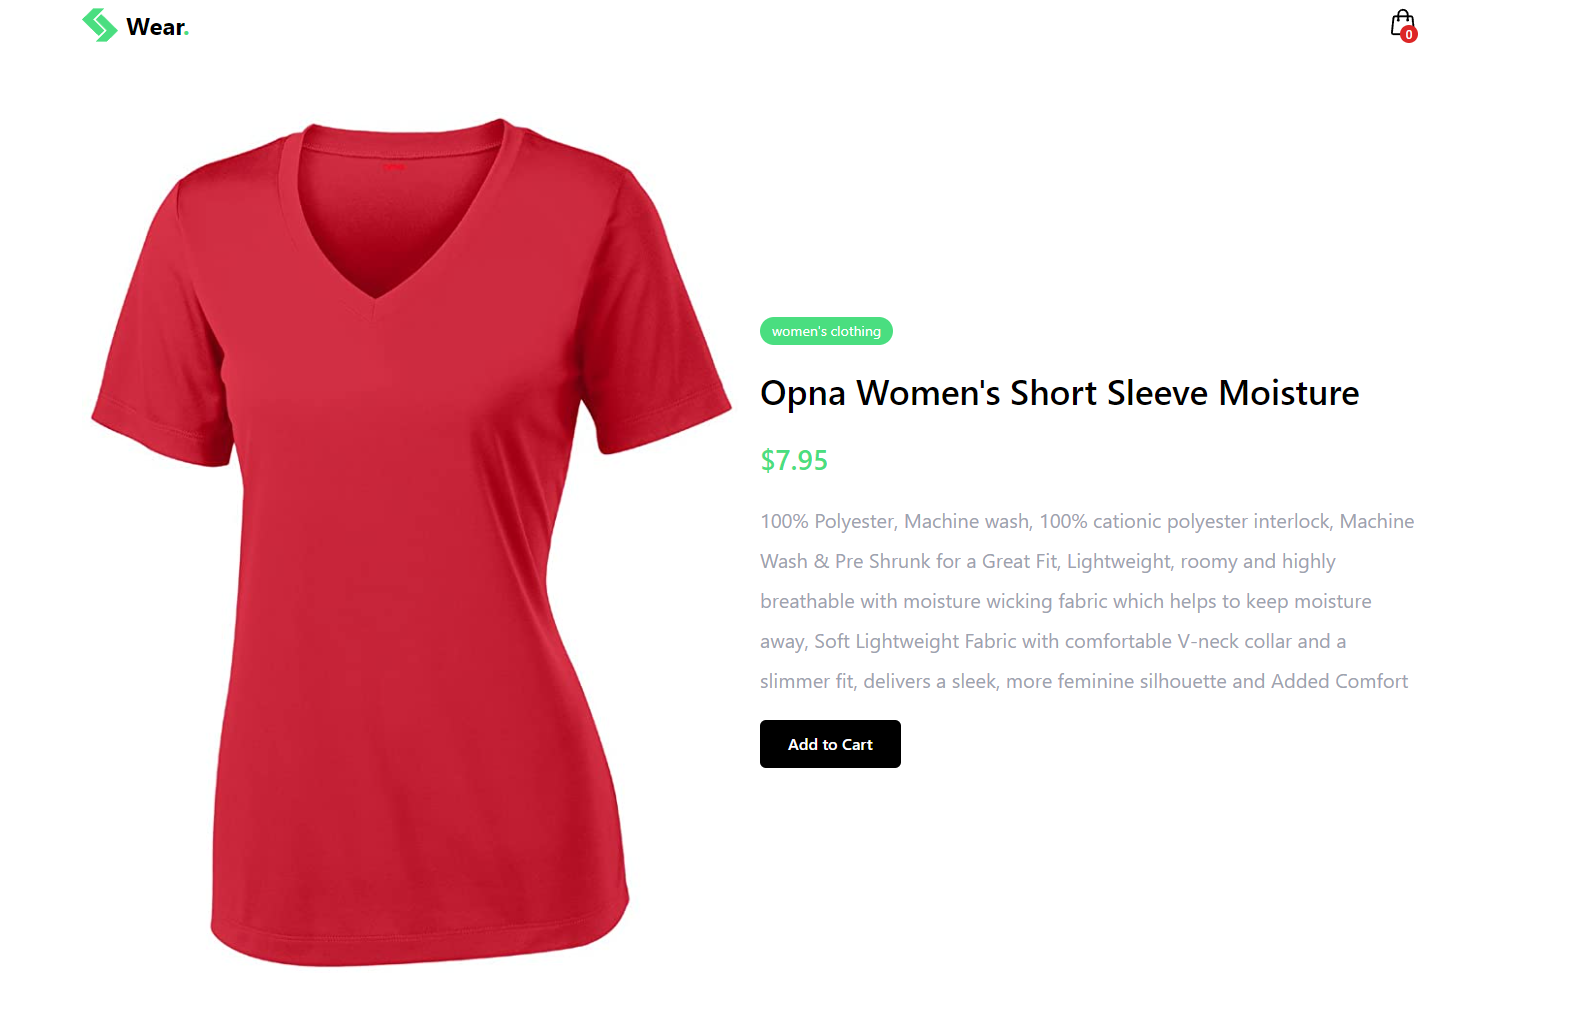 Wear.
0
women's clothing
Opna Women's Short Sleeve Moisture
$7.95
100% Polyester, Machine wash, 100% cationic polyester interlock, Machine
Wash & Pre Shrunk for a Great Fit, Lightweight, roomy and highly
breathable with moisture wicking fabric which helps to keep moisture
away, Soft Lightweight Fabric with comfortable V-neck collar and a
slimmer fit, delivers a sleek, more feminine silhouette and Added Comfort
Add to Cart